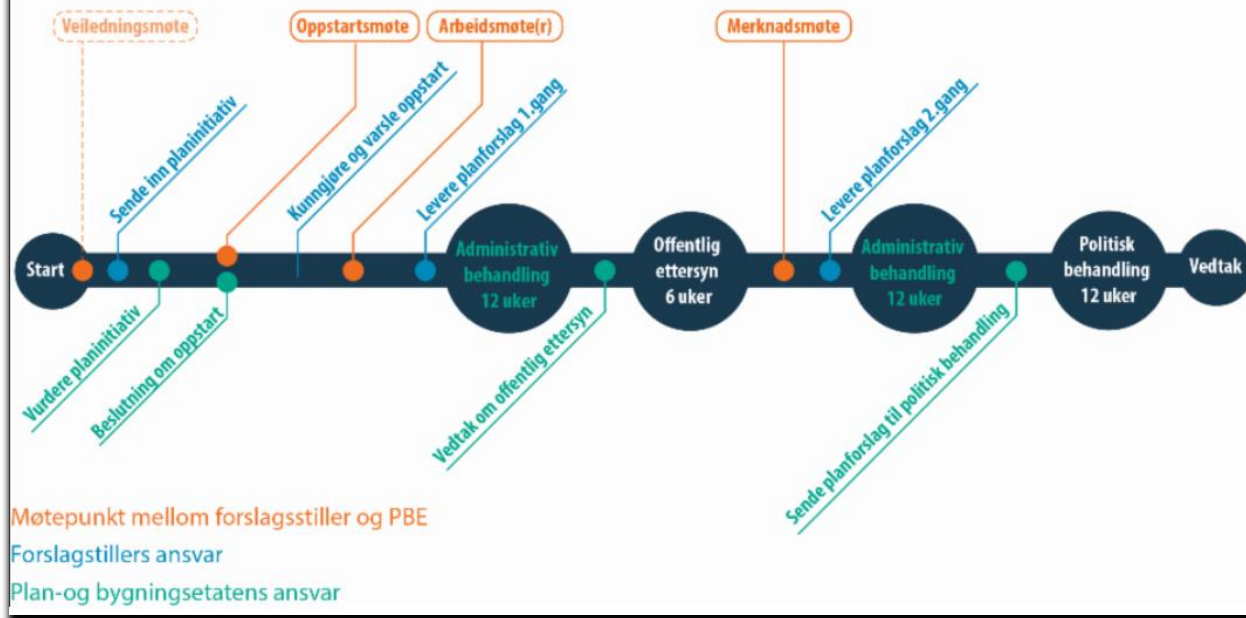 Veiledningsmøte
Oppstartsmøte
Arbeidsmøte(r)
Merknadsmøte
Sende inn planinitiativ
Kunngjøre og varsle oppstart
Levere planforslag 1.gang
Levere planforslag 2.gang
Start
Administrativ
behandling
12 uker
Offentlig
ettersyn
6 uker
Administrativ
behandling
12 uker
Politisk
behandling
12 uker
Vedtak
Vurdere planinitiativ
Beslutning om oppstart
Vedtak om offentlig ettersyn
Sende planforslag til politisk behandling
Møtepunkt mellom forslagsstiller og PBE
Forslagstillers ansvar
Plan-og bygningsetatens ansvar